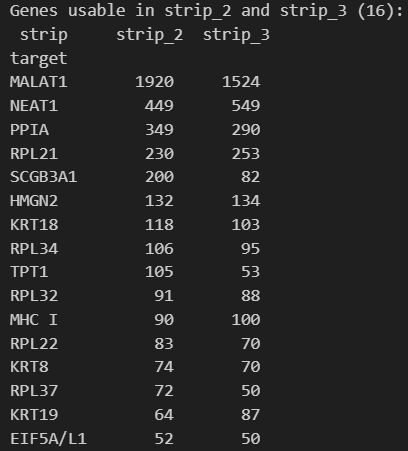 Genes usable in strip_2 and strip_3 (16):
strip strip_2 strip_3
target
MALAT1 1920 1524
NEAT1 449 549
PPIA 349 290
RPL21 230 253
SCGB3A1 200 82
HMGN2 132 134
KRT18 118 103
RPL34 106 95
TPT1 105 53
RPL32 91 88
MHC I 90 100
RPL22 83 70
KRT8 74 70
RPL37 72 50
KRT19 64 87
EIF5A/L1 52 50